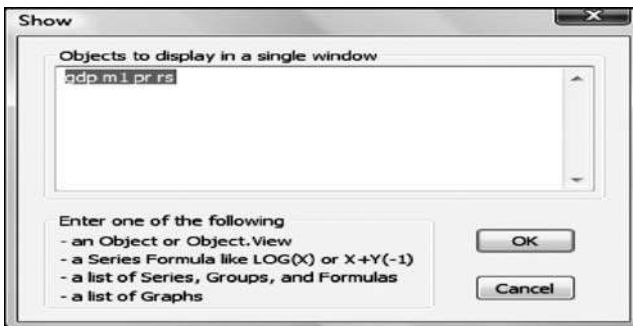 Show
Objects to display in a single window
gdp m1 pr rs
Enter one of the following
- an Object or Object.View
- a Series Formula like LOG(X) or X+Y(-1)
- a list of Series, Groups, and Formulas
- a list of Graphs
OK
Cancel